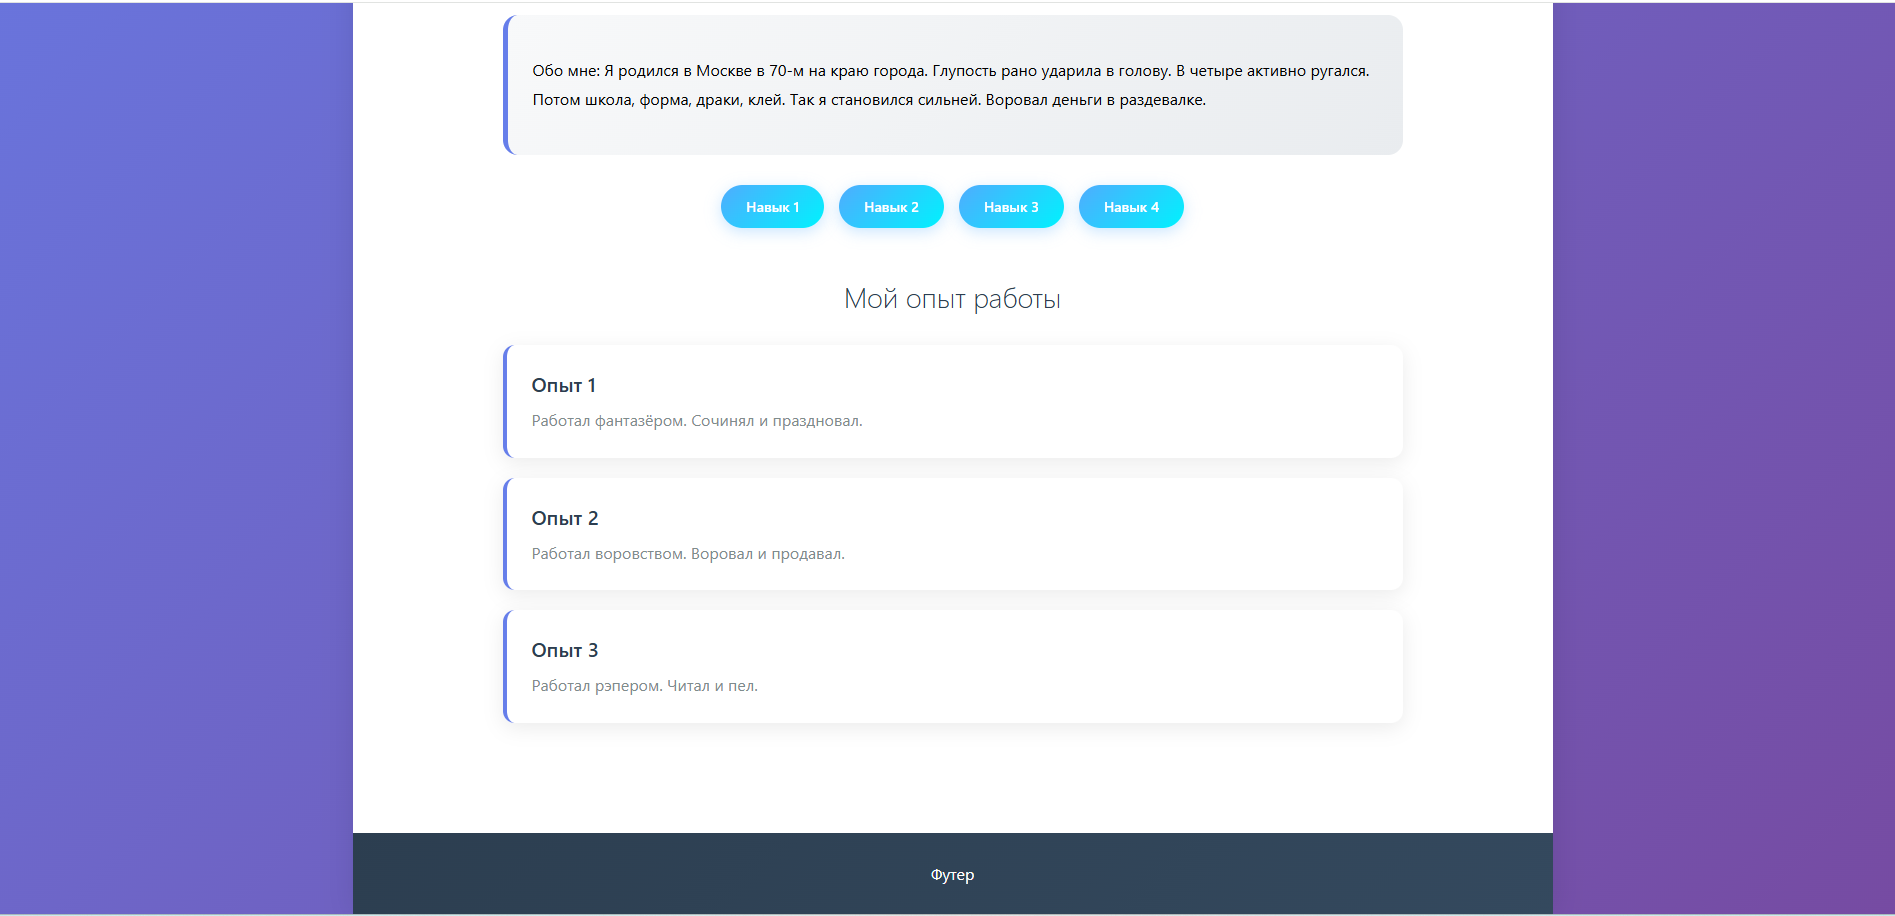 Обо мне: Я родился в Москве в 70-м на краю города. Глупость рано ударила в голову. В четыре активно ругался.
Потом школа, форма, драки, клей. Так я становился сильней. Воровал деньги в раздевалке.
Навык 1 Навык 2 Навык 3 Навык 4
Мой опыт работы
Опыт 1
Работал фантазёром. Сочинял и праздновал.
Опыт 2
Работал воровством. Воровал и продавал.
Опыт 3
Работал рэпером. Читал и пел.
Футер